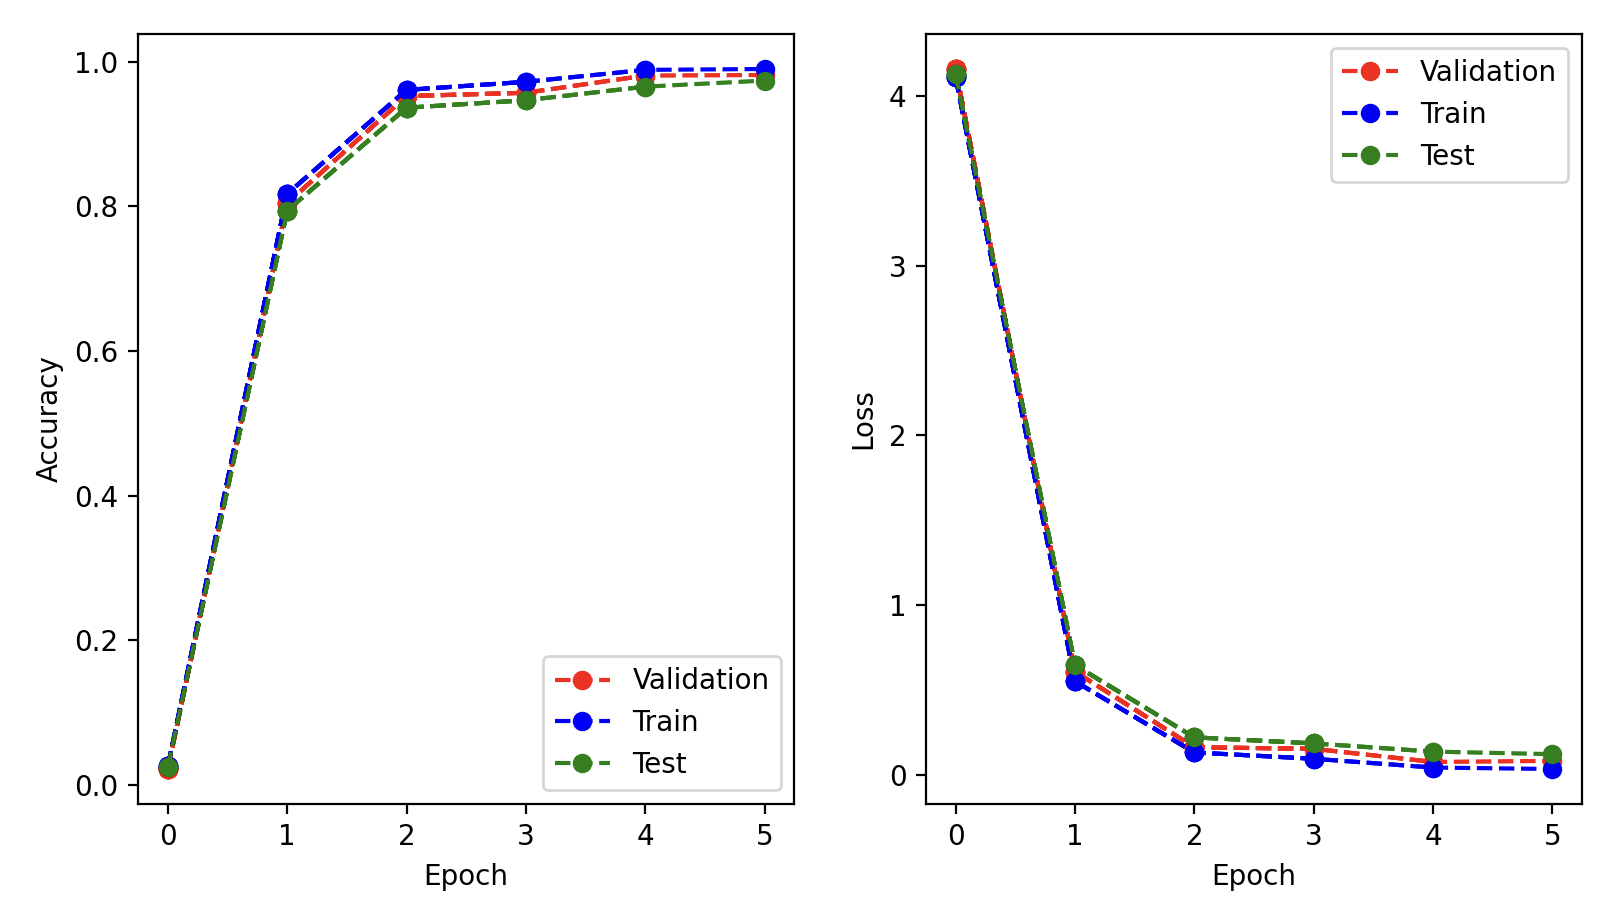 1.0
0.8
0.6
0.4
0.2
0.0
Accuracy
0 1 2 3 4 5
Epoch
Validation
Train
Test
4
3
2
1
0
Loss
0 1 2 3 4 5
Epoch
Validation
Train
Test